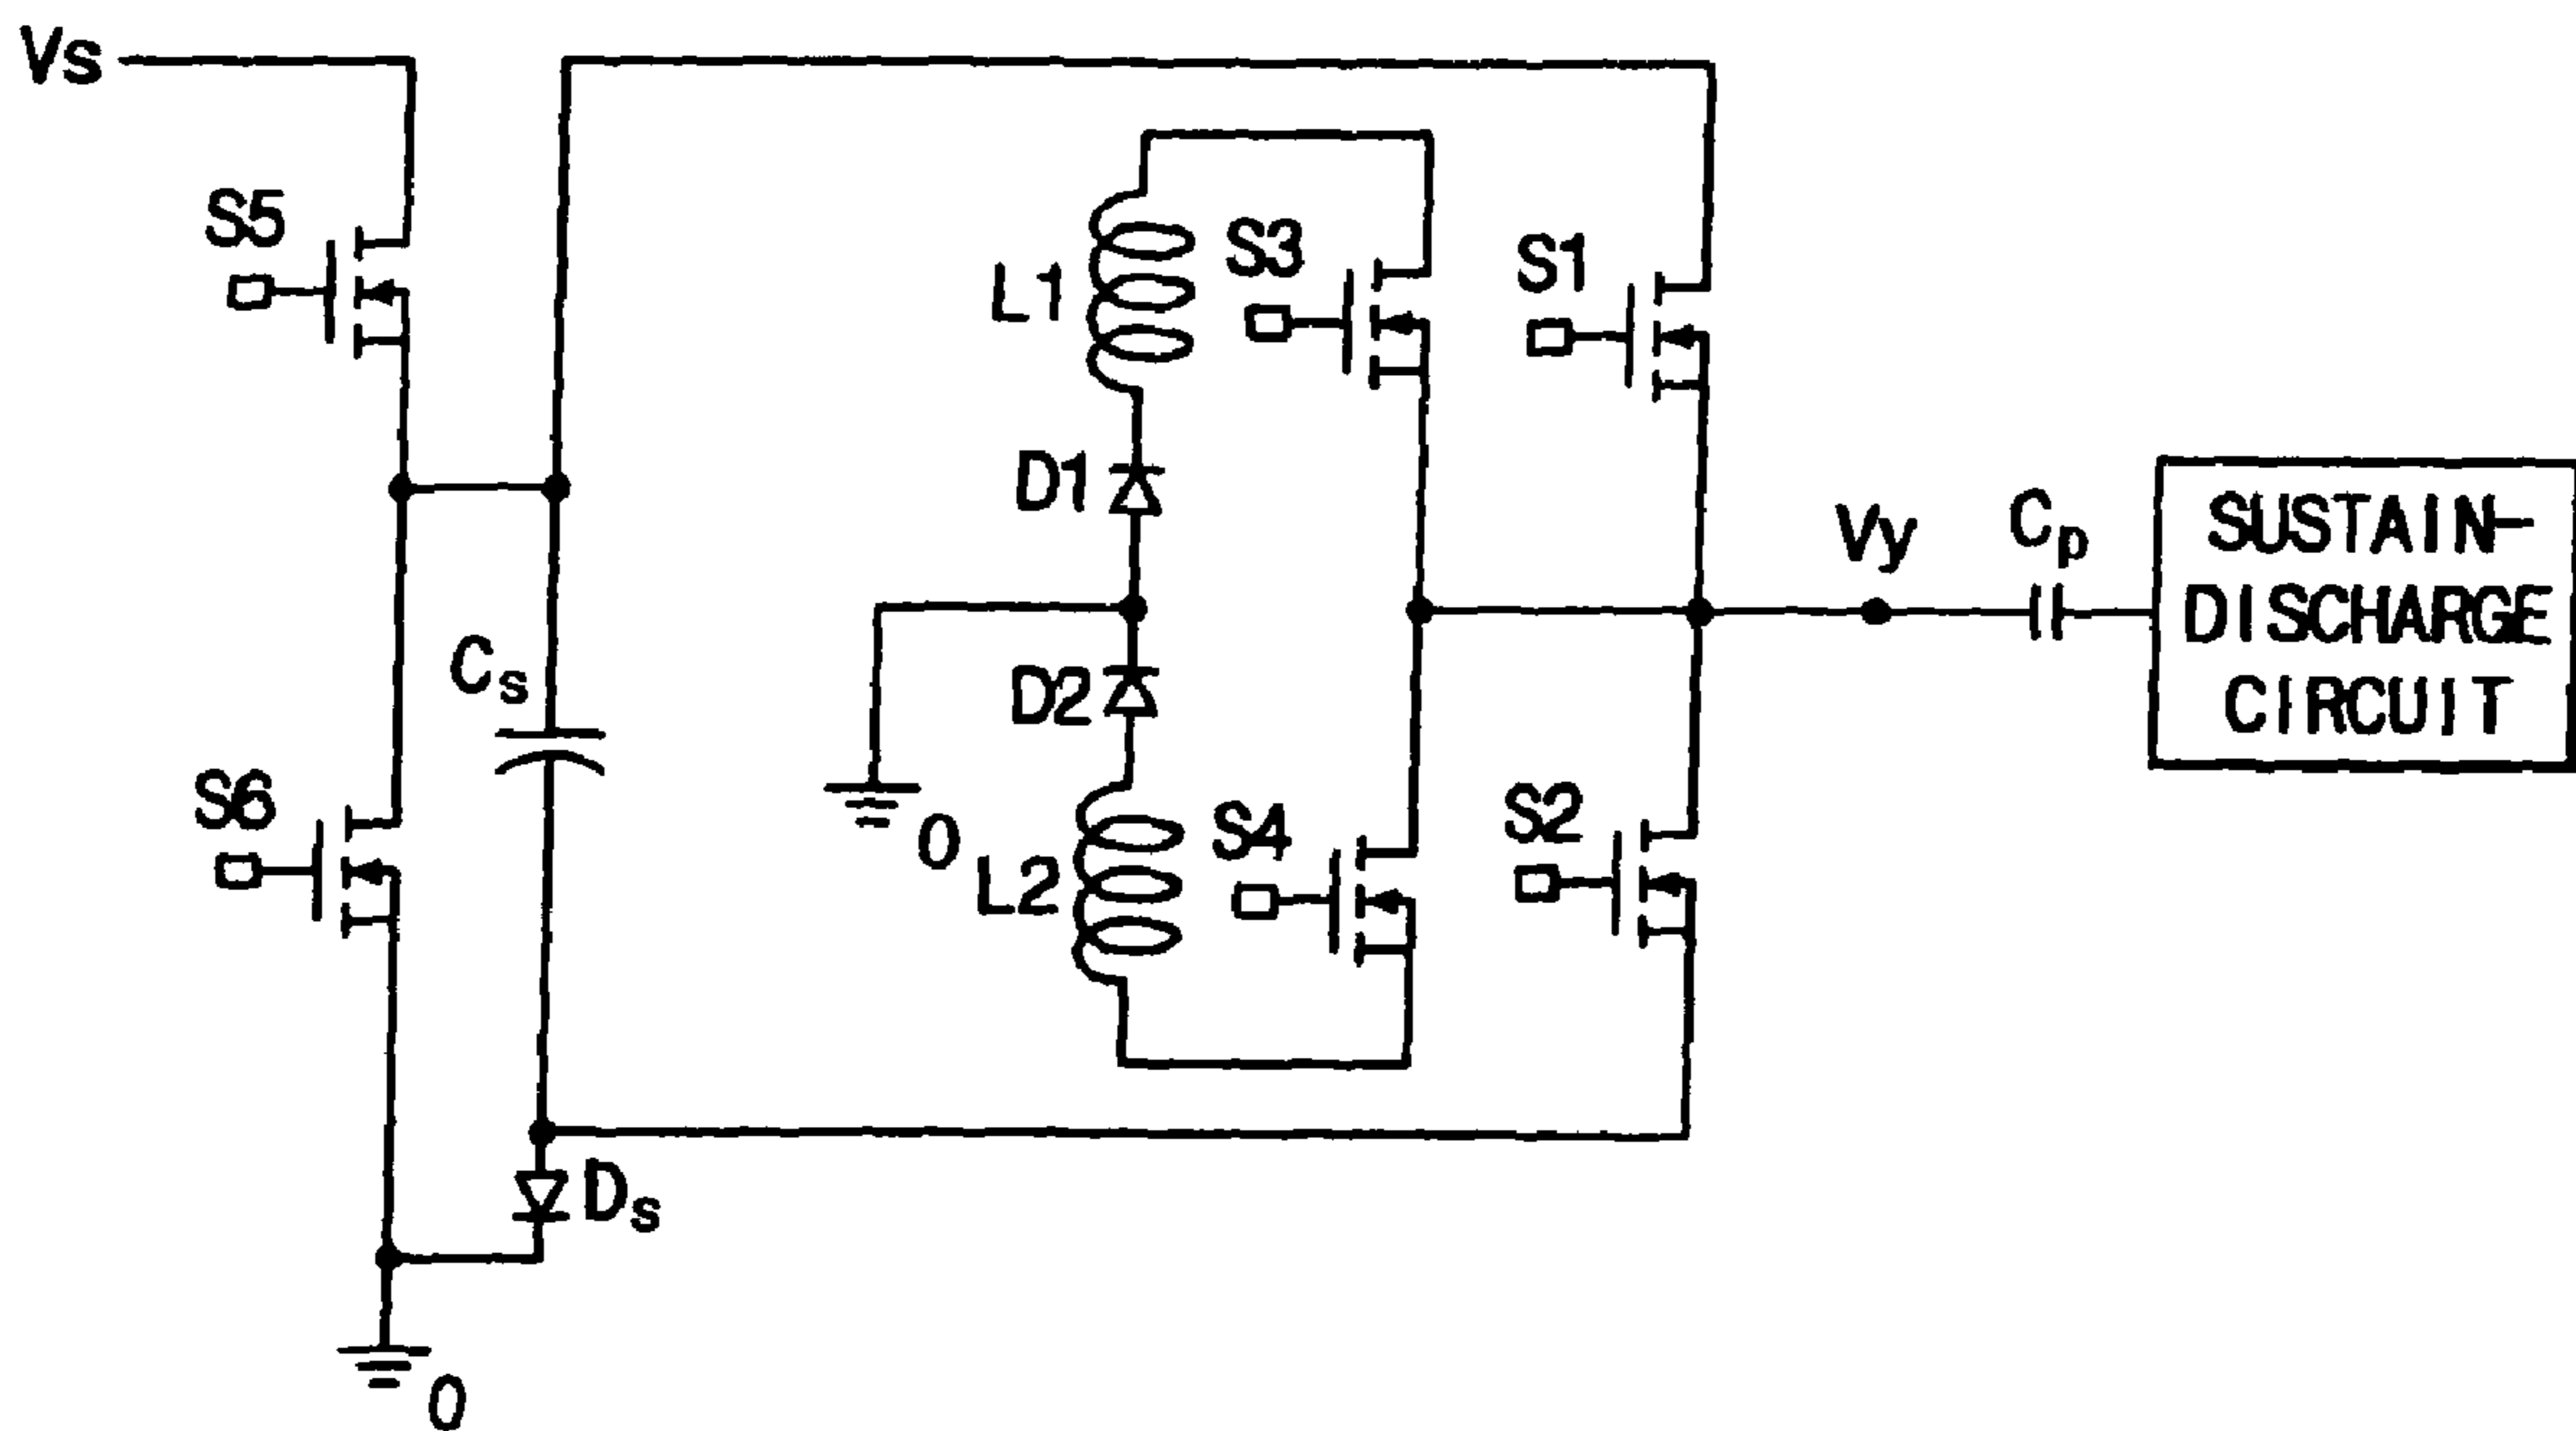 Vs
S5
L1
S3
S1
D1
Vy
Cp
SUSTAIN-
DISCHARGE
CIRCUIT
Cs
D2
S6
0
L2
S4
S2
Ds
0